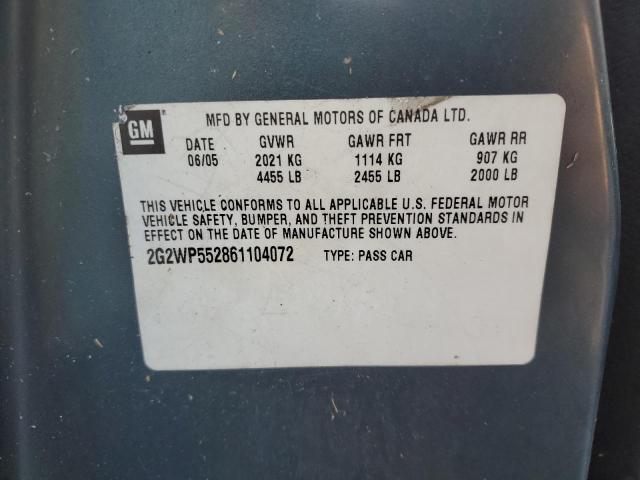 GM
MFD BY GENERAL MOTORS OF CANADA LTD.
DATE GVWR GAWR FRT GAWR RR
06/05 2021 KG 1114 KG 907 KG
4455 LB 2455 LB 2000 LB
THIS VEHICLE CONFORMS TO ALL APPLICABLE U.S. FEDERAL MOTOR
VEHICLE SAFETY, BUMPER, AND THEFT PREVENTION STANDARDS IN
EFFECT ON THE DATE OF MANUFACTURE SHOWN ABOVE.
2G2WP552861104072 TYPE: PASS CAR